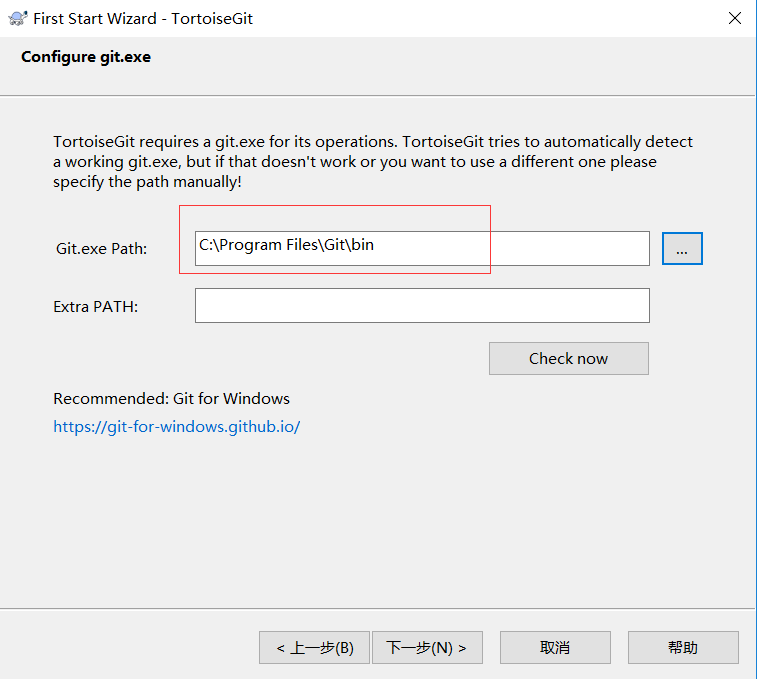 First Start Wizard - TortoiseGit
Configure git.exe
TortoiseGit requires a git.exe for its operations. TortoiseGit tries to automatically detect
a working git.exe, but if that doesn't work or you want to use a different one please
specify the path manually!
Git.exe Path:
C:\Program Files\Git\bin
...
Extra PATH:
Check now
Recommended: Git for Windows
https://git-for-windows.github.io/
< 上一步(B)
下一步(N) >
取消
帮助